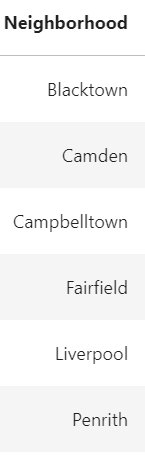 Neighborhood
Blacktown
Camden
Campbelltown
Fairfield
Liverpool
Penrith